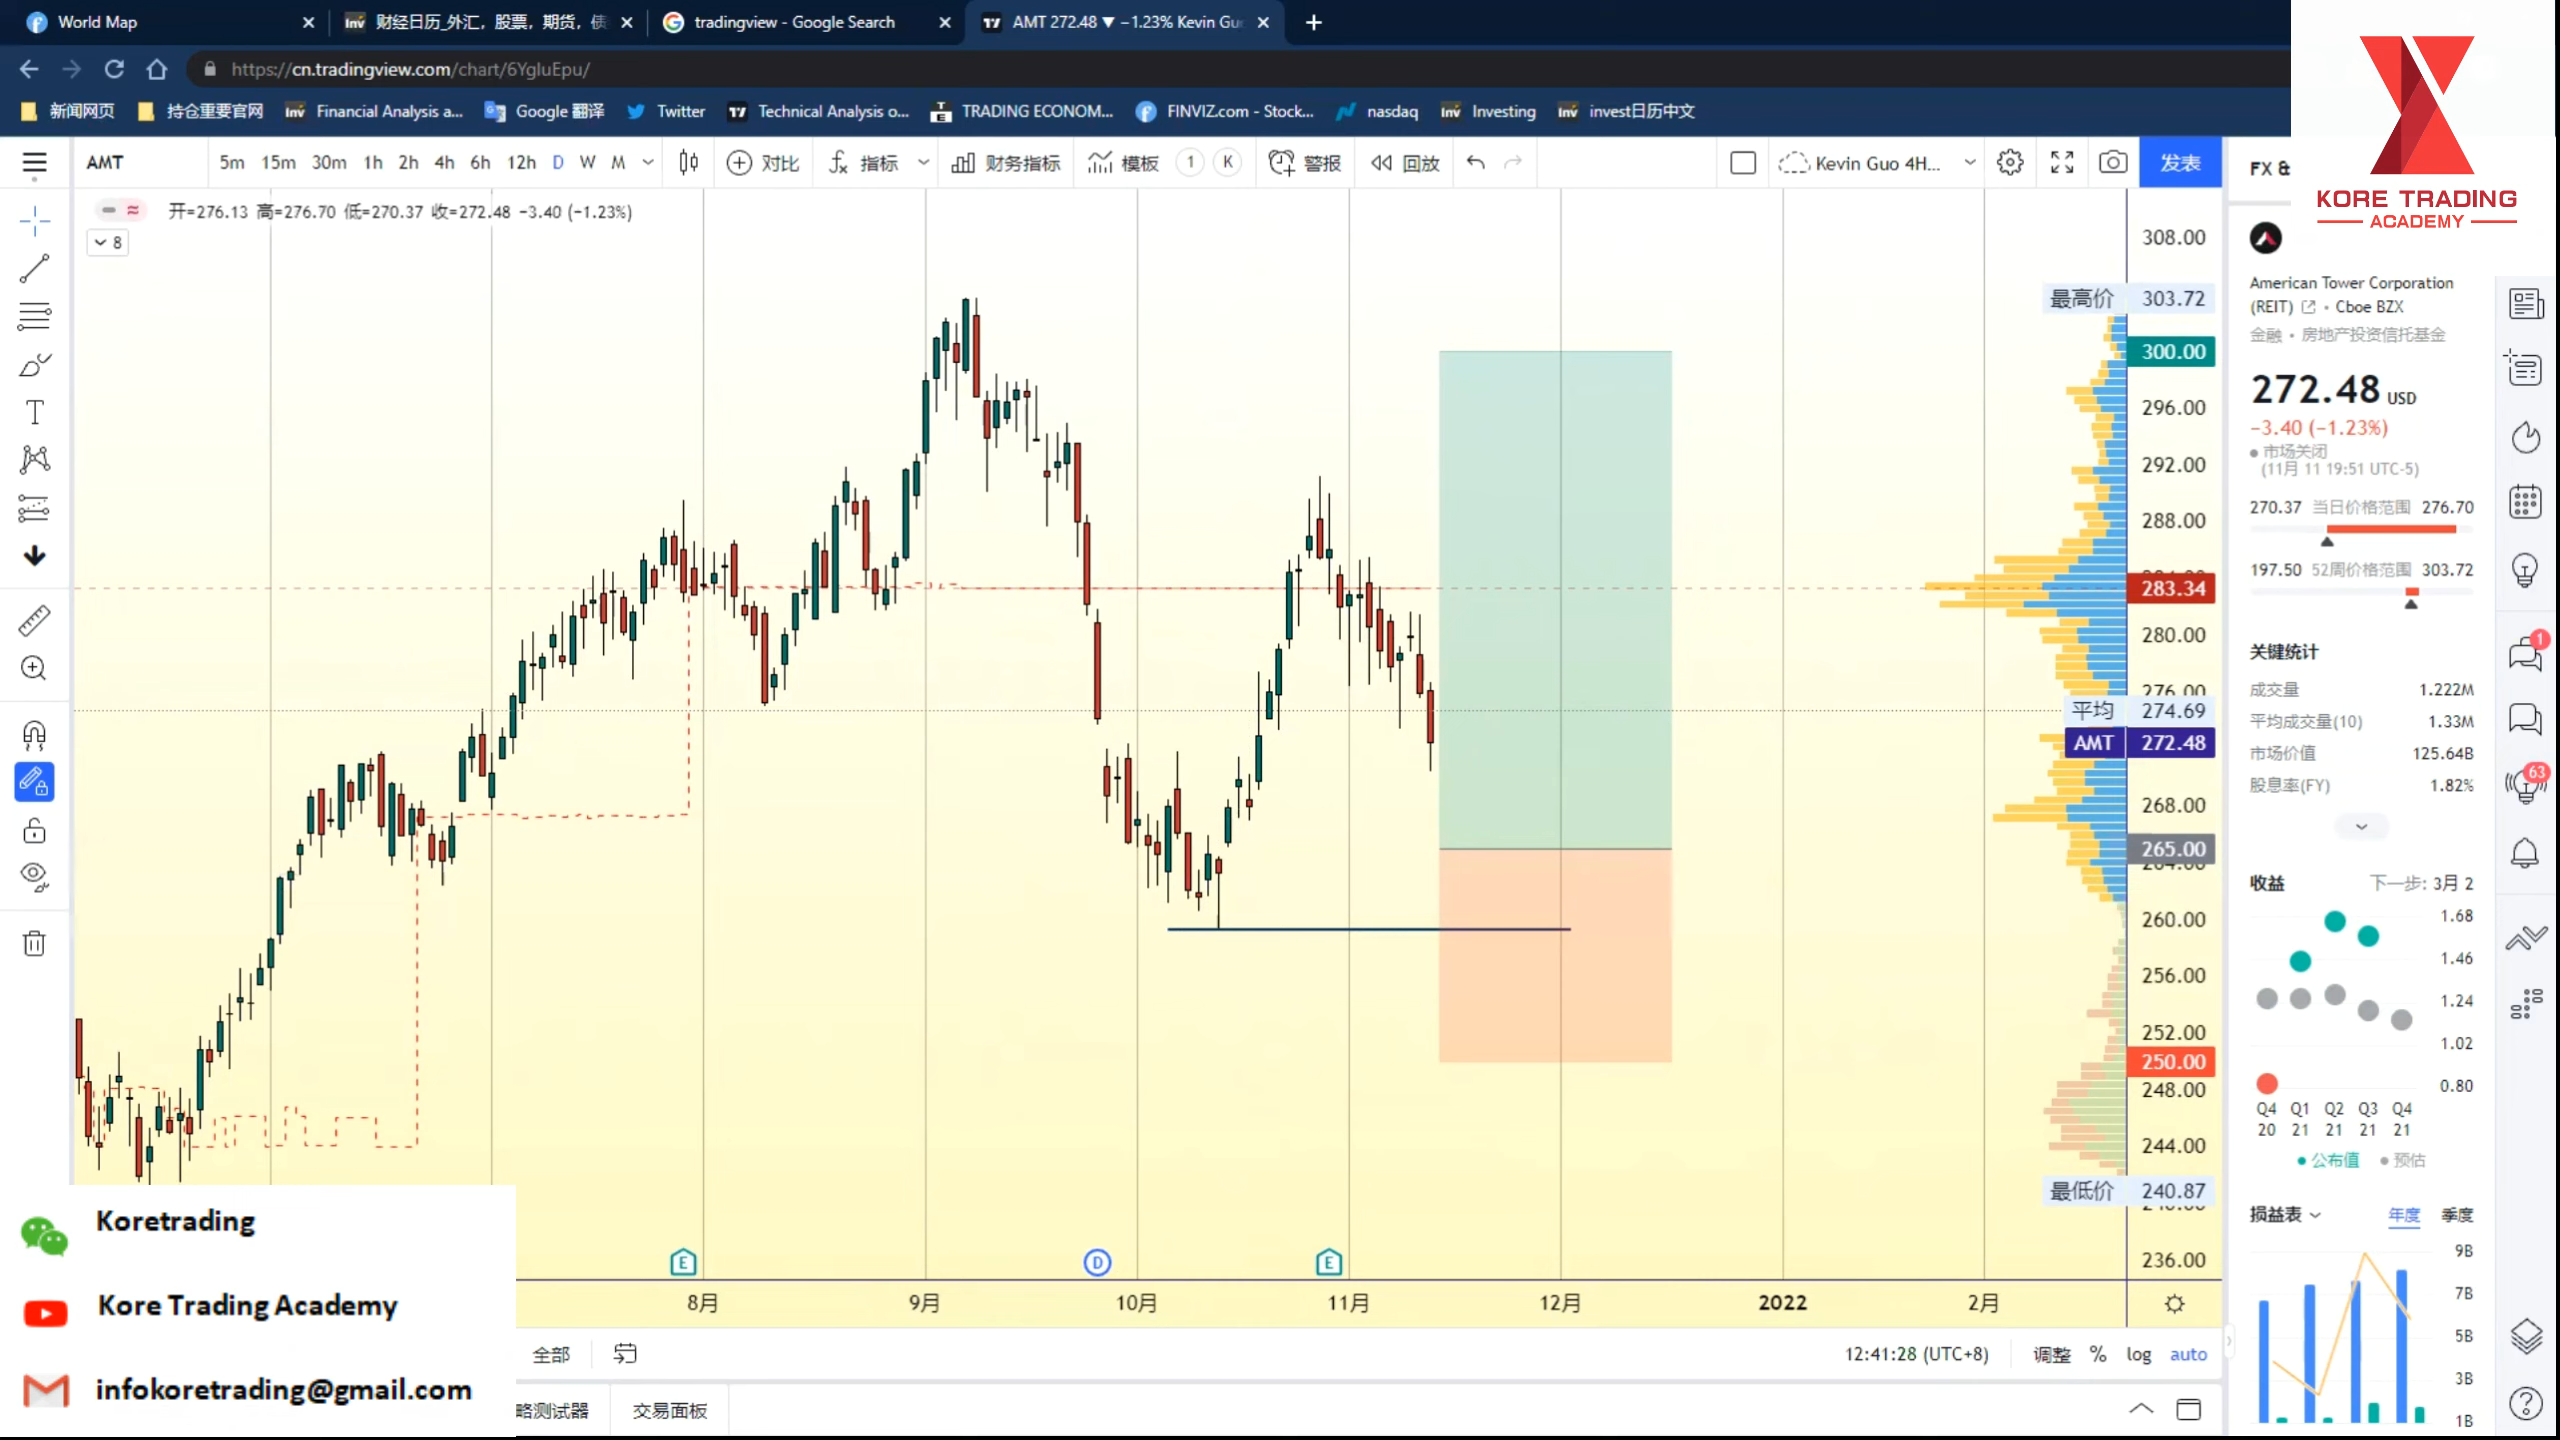 World Map
财经日历_外汇，股票，期货，债
tradingview - Google Search
AMT 272.48 ▼ −1.23% Kevin Gu
https://cn.tradingview.com/chart/6YgluEpu/
新闻网页
持仓重要官网
Financial Analysis a...
Google 翻译
Twitter
Technical Analysis o...
TRADING ECONOM...
FINVIZ.com - Stock...
nasdaq
Investing
invest日历中文
KORE TRADING
ACADEMY
AMT
5m 15m 30m 1h 2h 4h 6h 12h D W M
对比
指标
财务指标
模板
1
K
警报
回放
Kevin Guo 4H...
发表
FX &
开=276.13 高=276.70 低=270.37 收=272.48 −3.40 (−1.23%)
8
308.00
最高价 303.72
300.00
296.00
292.00
288.00
283.34
280.00
276.00
平均 274.69
AMT 272.48
268.00
265.00
260.00
256.00
252.00
250.00
248.00
244.00
最低价 240.87
236.00
E
D
E
8月
9月
10月
11月
12月
2022
2月
American Tower Corporation
(REIT) • Cboe BZX
金融 • 房地产投资信托基金
272.48 USD
−3.40 (−1.23%)
市场关闭
(11月 11 19:51 UTC-5)
270.37 当日价格范围 276.70
197.50 52周价格范围 303.72
关键统计
成交量 1.222M
平均成交量(10) 1.33M
市场价值 125.64B
股息率(FY) 1.82%
收益 下一步: 3月 2
1.68
1.46
1.24
1.02
0.80
Q4 Q1 Q2 Q3 Q4
20 21 21 21 21
公布值 预估
损益表 年度 季度
9B
7B
5B
3B
1B
1
63
Koretrading
Kore Trading Academy
infokoretrading@gmail.com
全部
12:41:28 (UTC+8)
调整 % log auto
略测试器
交易面板